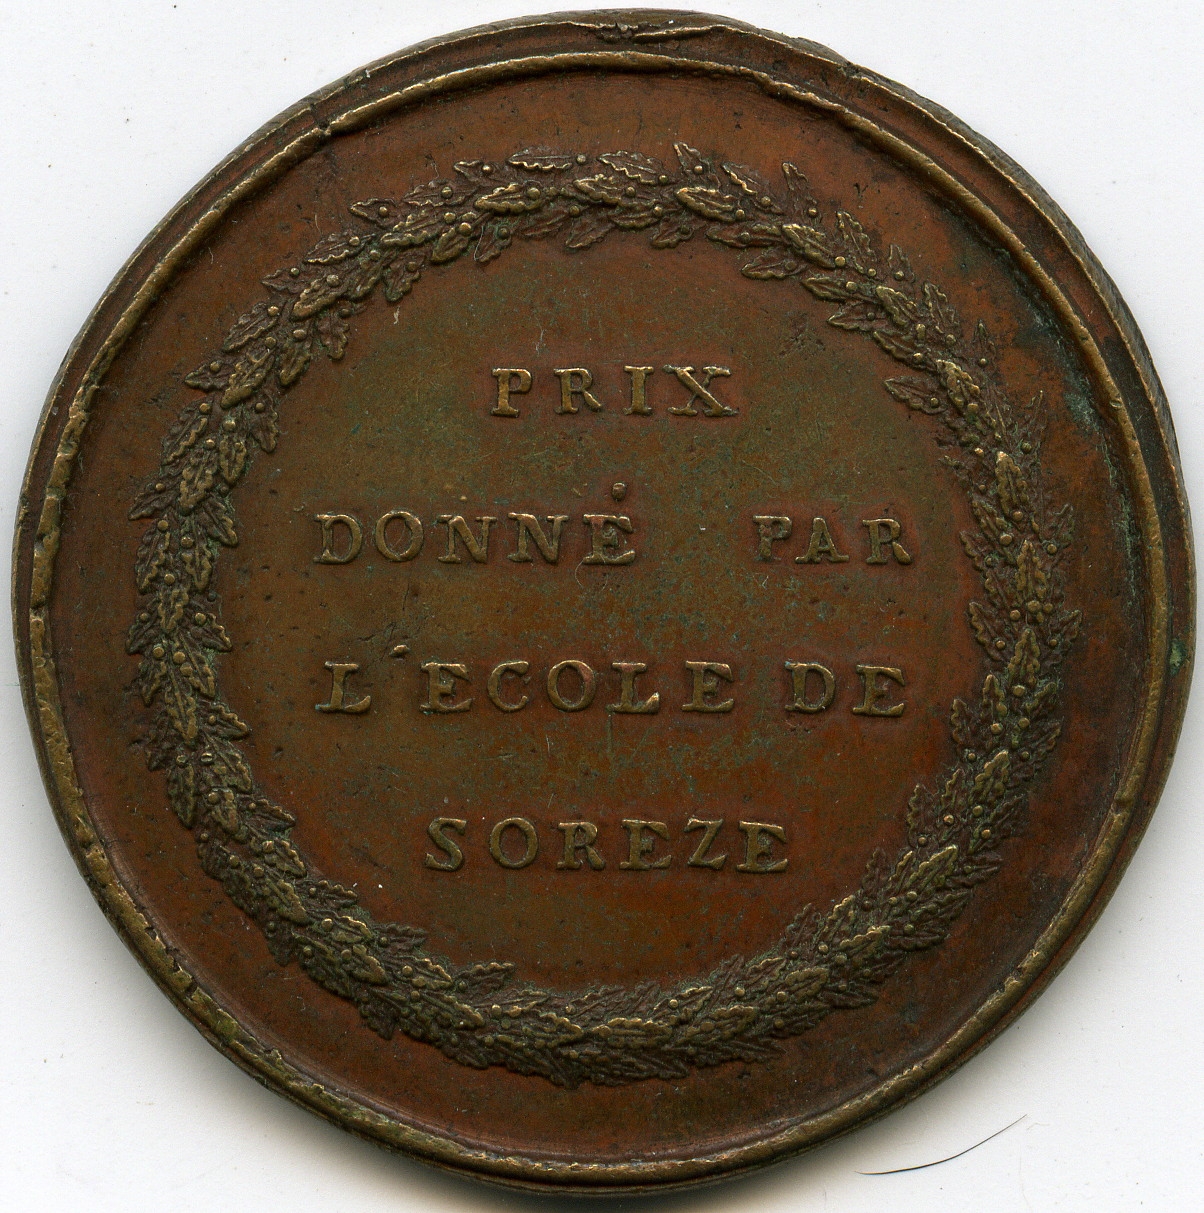 PRIX
DONNÉ PAR
L'ECOLE DE
SOREZE